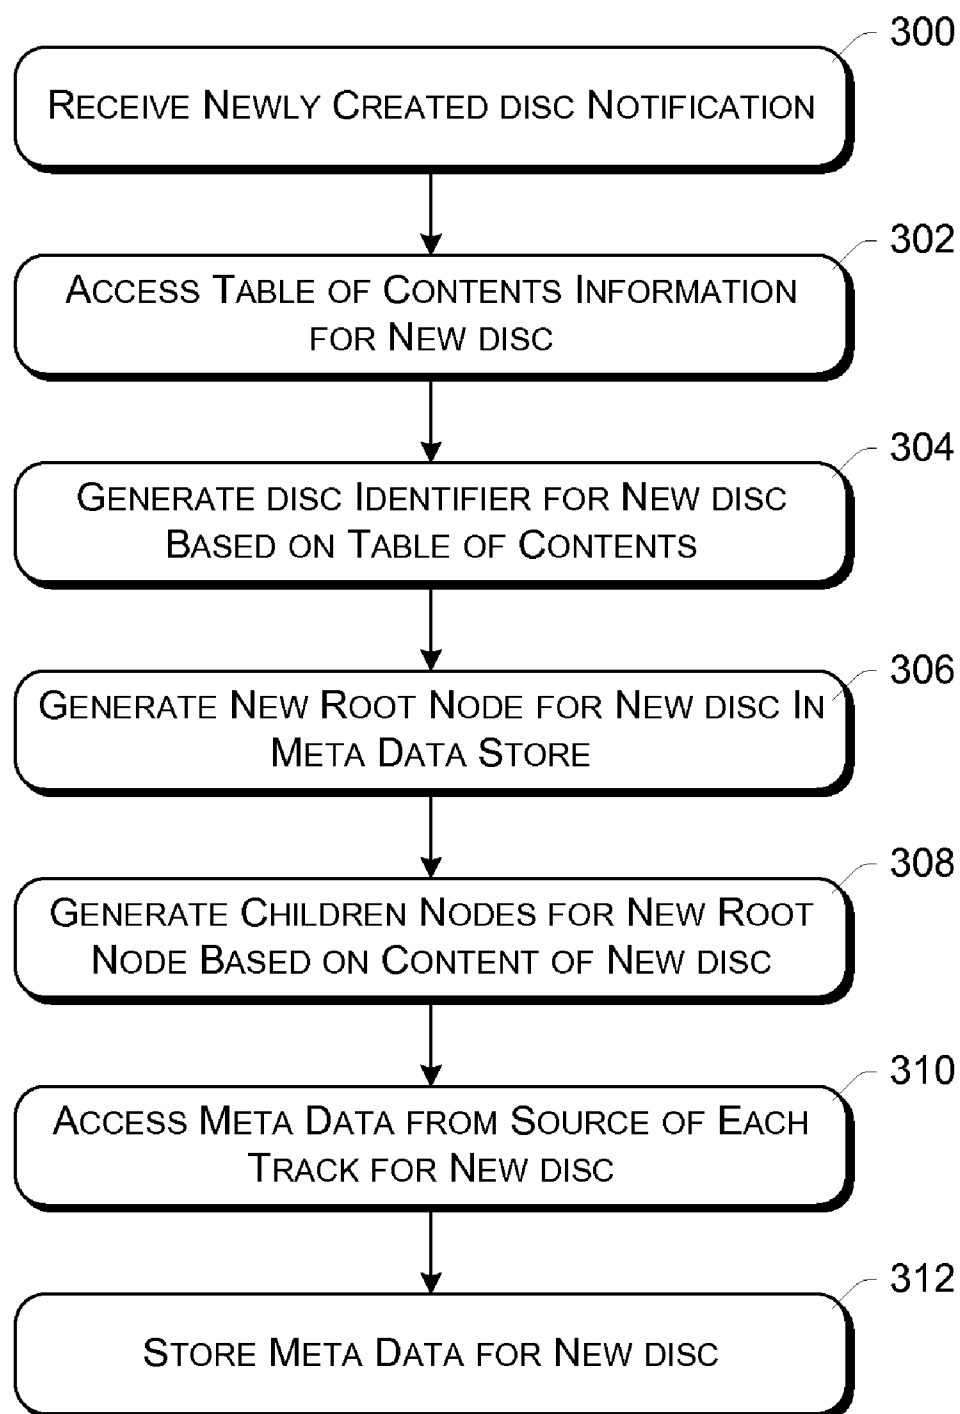 300
RECEIVE NEWLY CREATED DISC NOTIFICATION
302
ACCESS TABLE OF CONTENTS INFORMATION
FOR NEW DISC
304
GENERATE DISC IDENTIFIER FOR NEW DISC
BASED ON TABLE OF CONTENTS
306
GENERATE NEW ROOT NODE FOR NEW DISC IN
META DATA STORE
308
GENERATE CHILDREN NODES FOR NEW ROOT
NODE BASED ON CONTENT OF NEW DISC
310
ACCESS META DATA FROM SOURCE OF EACH
TRACK FOR NEW DISC
312
STORE META DATA FOR NEW DISC